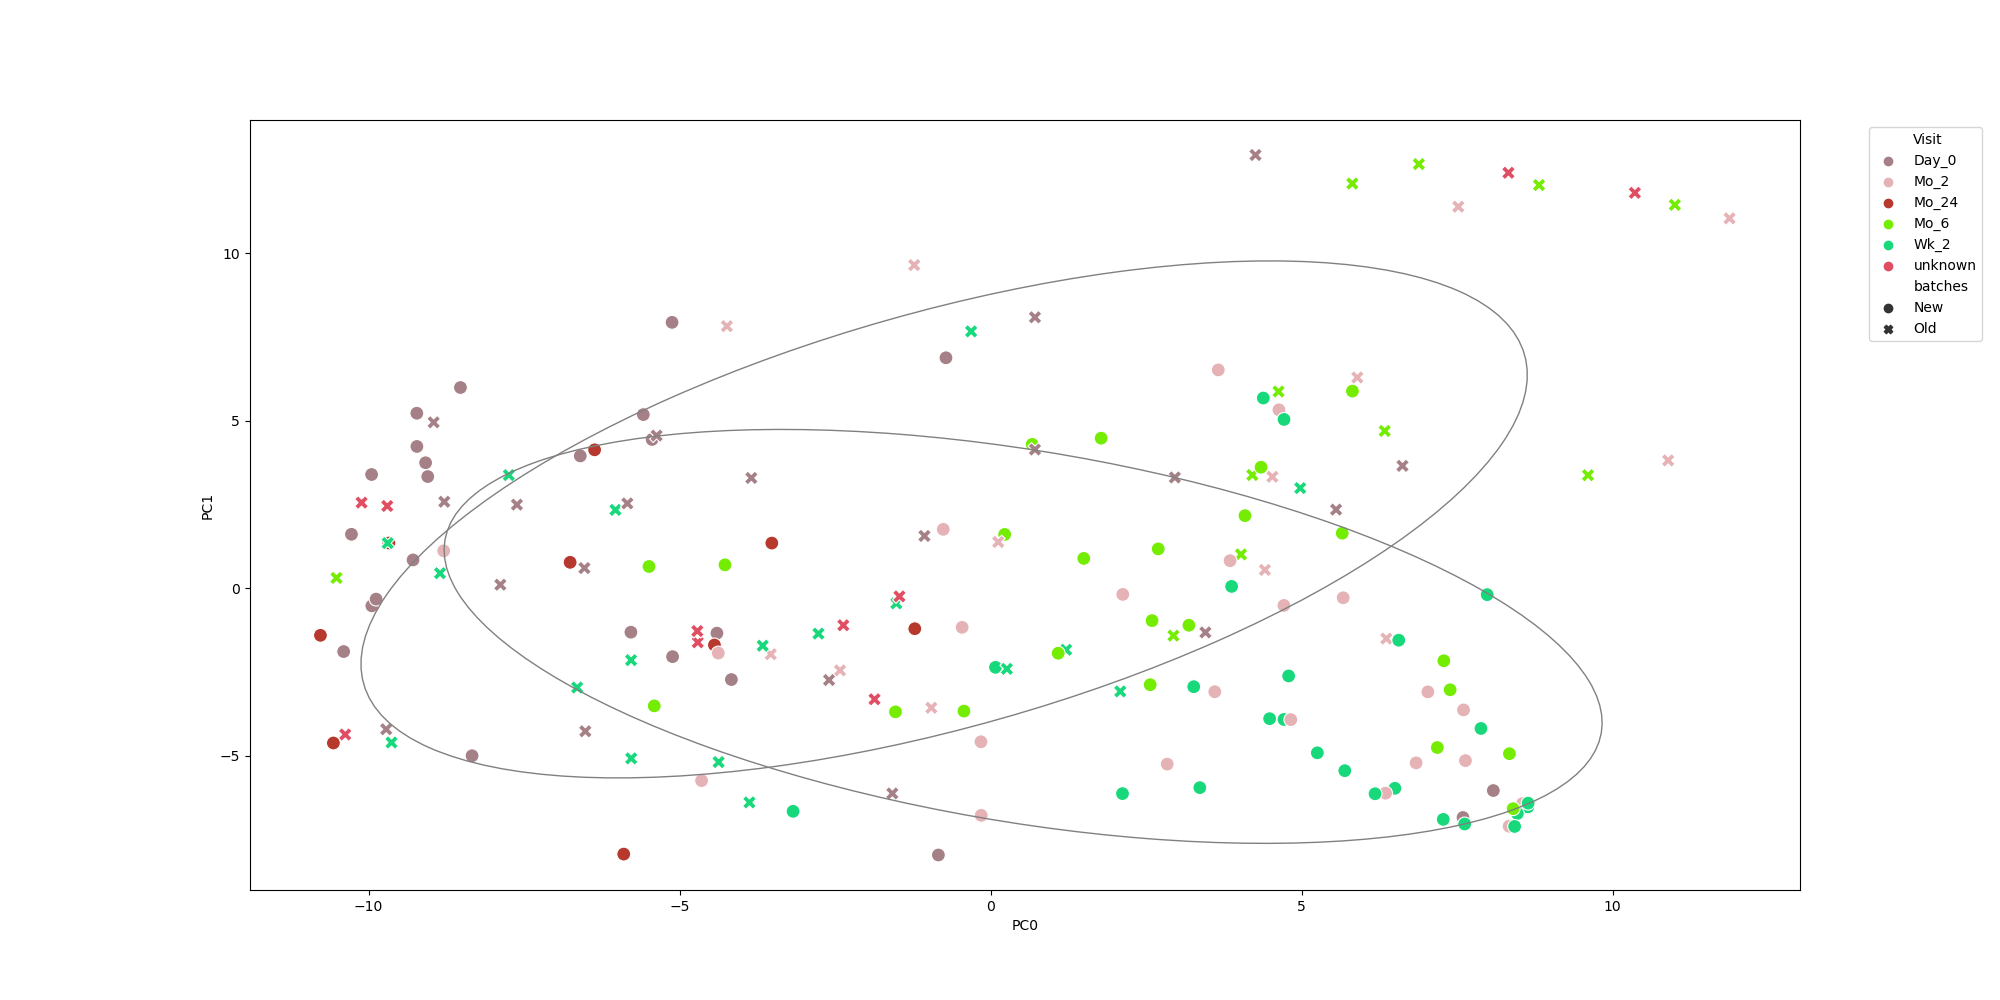 Visit
Day_0
Mo_2
Mo_24
Mo_6
Wk_2
unknown
batches
New
Old
10
5
0
−5
PC1
−10
−5
0
5
10
PC0